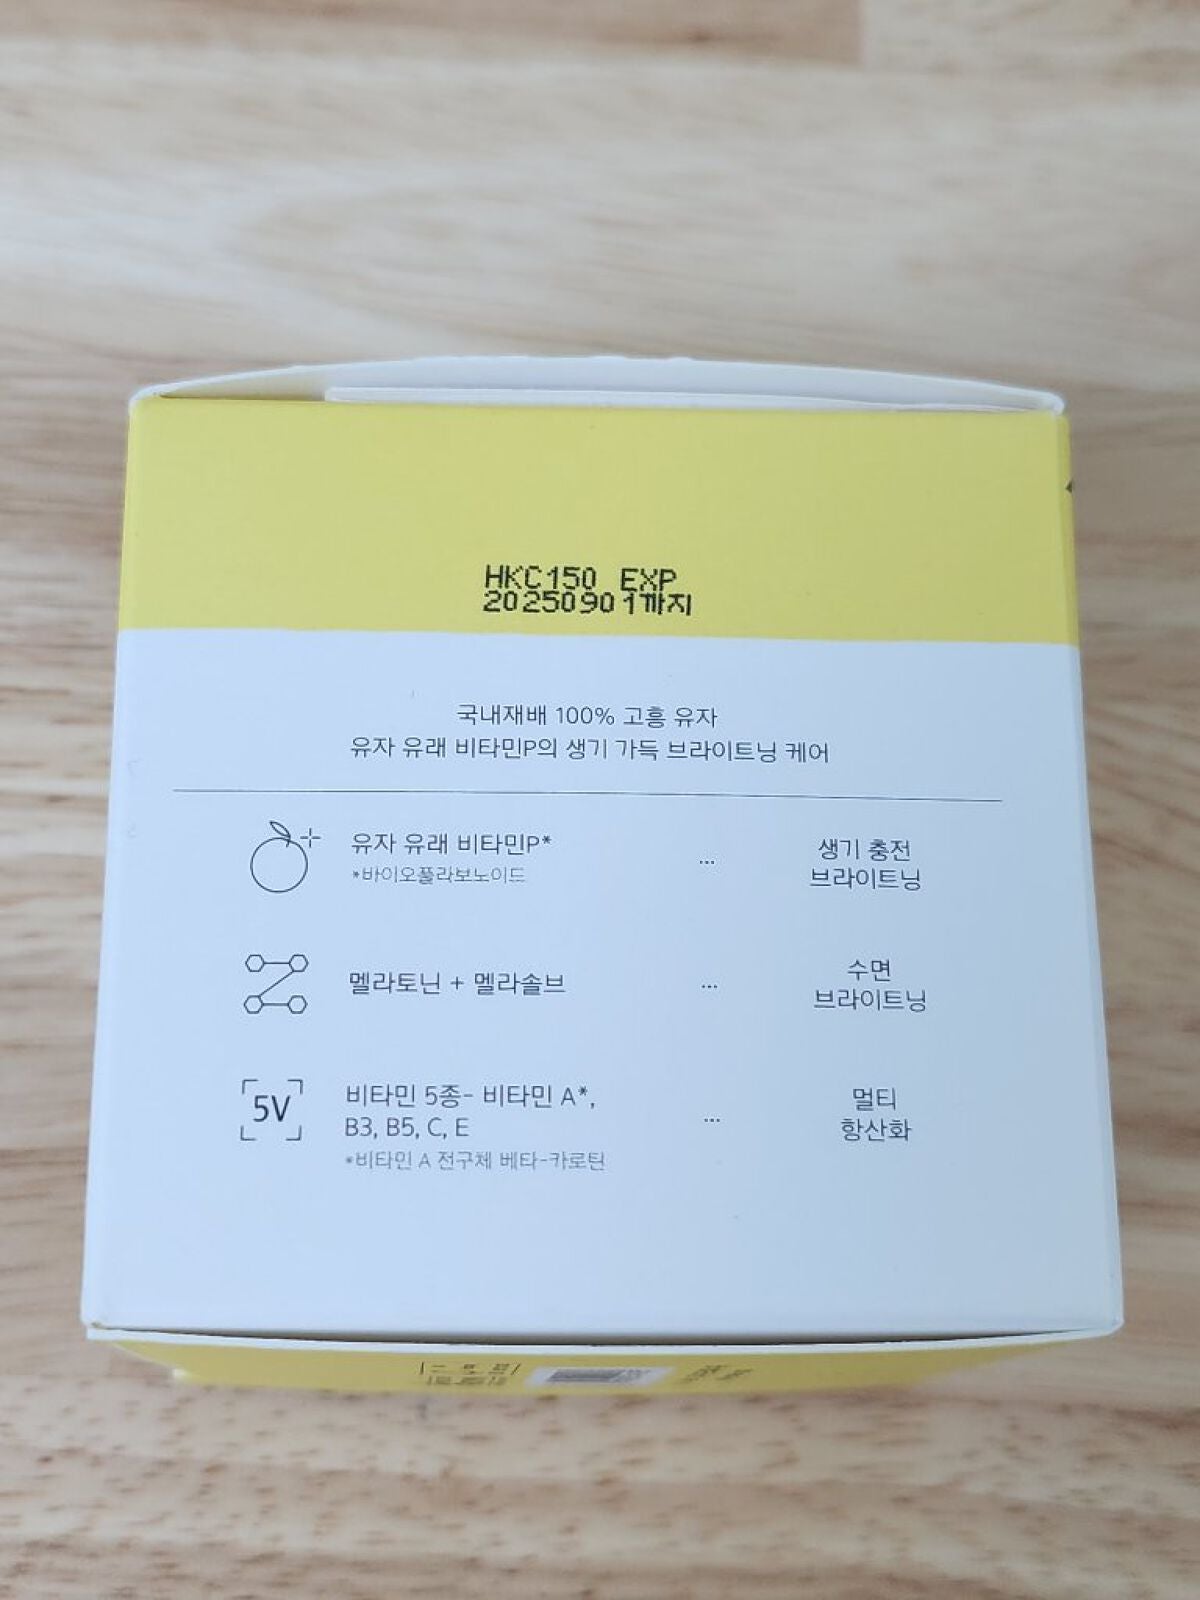 HKC150 EXP
20250901까지
국내재배 100% 고흥 유자
유자 유래 비타민P의 생기 가득 브라이트닝 케어
유자 유래 비타민P*
*바이오플라보노이드
...
생기 충전
브라이트닝
멜라토닌 + 멜라솔브
...
수면
브라이트닝
5V
비타민 5종- 비타민 A*,
B3, B5, C, E
*비타민 A 전구체 베타-카로틴
...
멀티
항산화